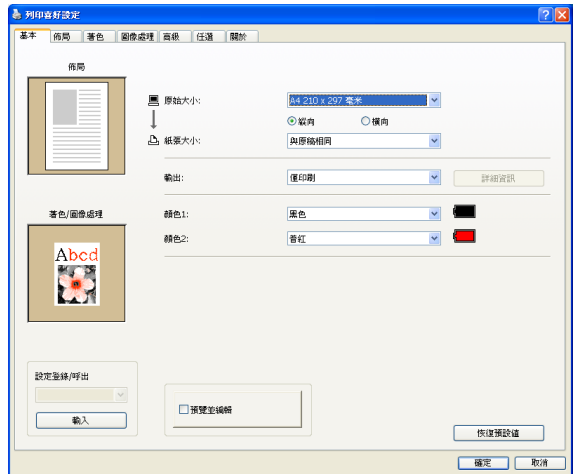 列印喜好設定
基本 佈局 著色 圖像處理 高級 任選 關於
佈局
原始大小: A4 210 x 297 毫米
縱向 橫向
紙張大小: 與原稿相同
輸出: 僅印刷 詳細資訊
著色/圖像處理
顏色1: 黑色
顏色2: 普紅
Abcd
設定登錄/呼出
輸入
預覽並編輯
恢復預設值
確定 取消